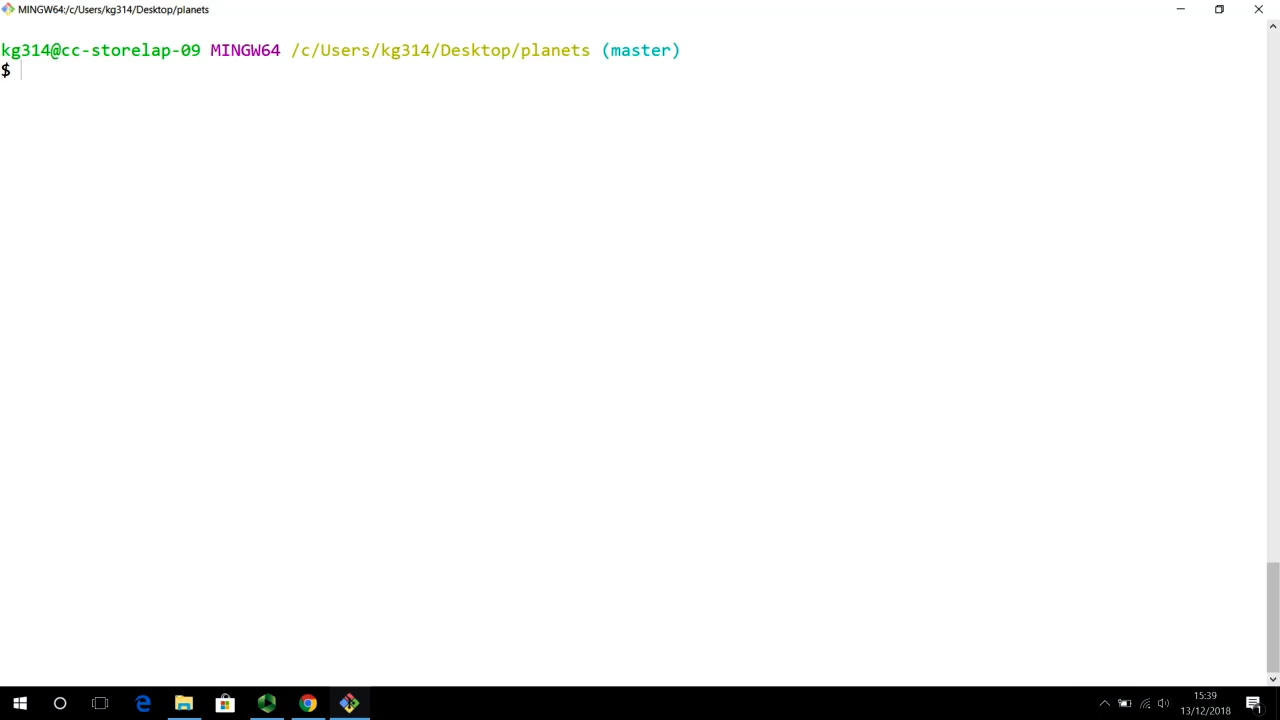 MINGW64:/c/Users/kg314/Desktop/planets
kg314@cc-storelap-09 MINGW64 /c/Users/kg314/Desktop/planets (master)
$
15:39
13/12/2018
1